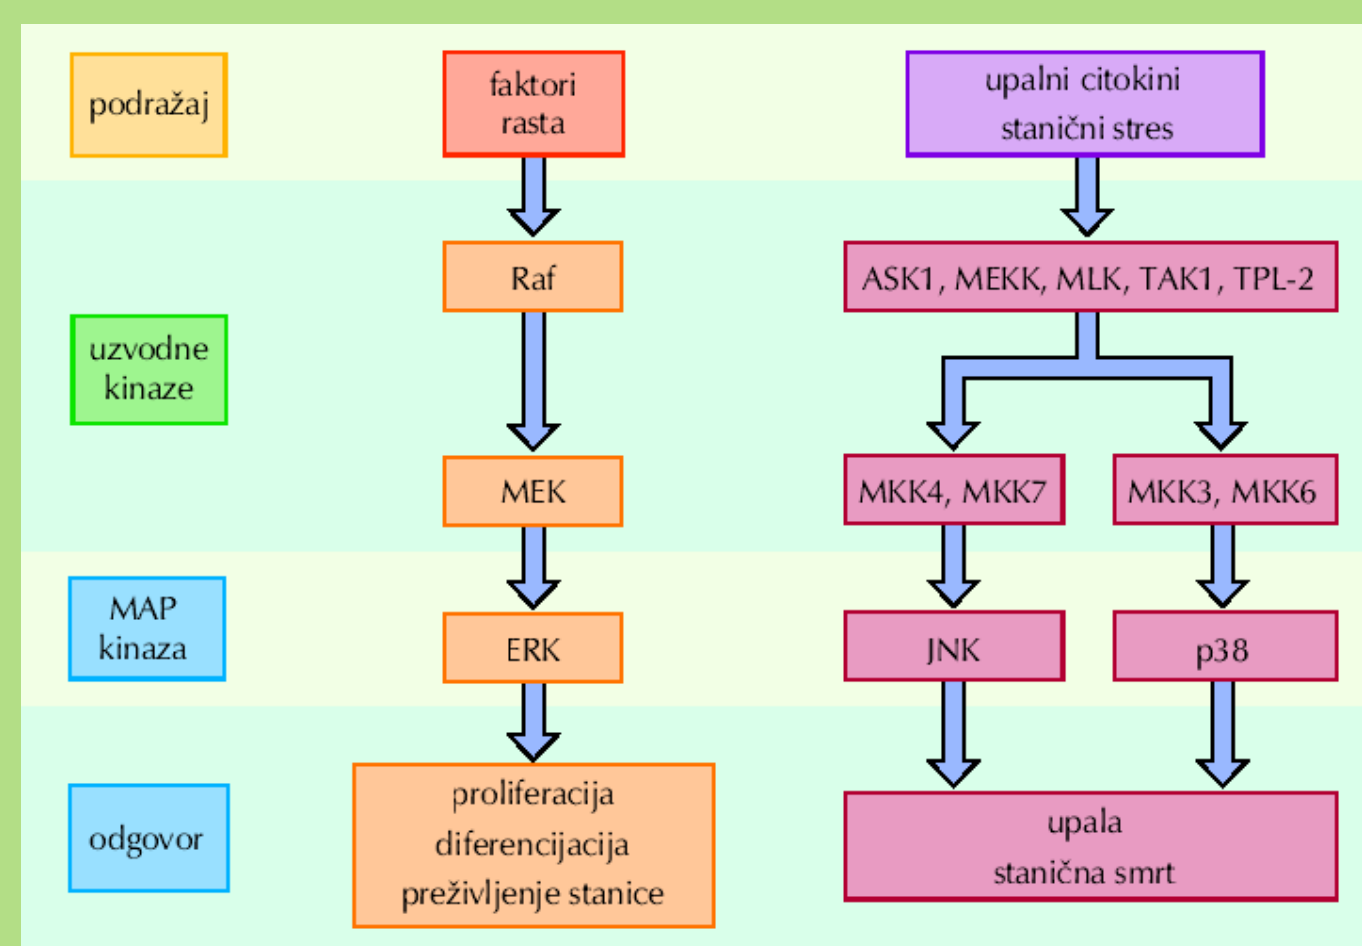 podražaj
faktori
rasta
upalni citokini
stanični stres
uzvodne
kinaze
Raf
ASK1, MEKK, MLK, TAK1, TPL-2
MEK
MKK4, MKK7
MKK3, MKK6
MAP
kinaza
ERK
JNK
p38
odgovor
proliferacija
diferencijacija
preživljenje stanice
upala
stanična smrt